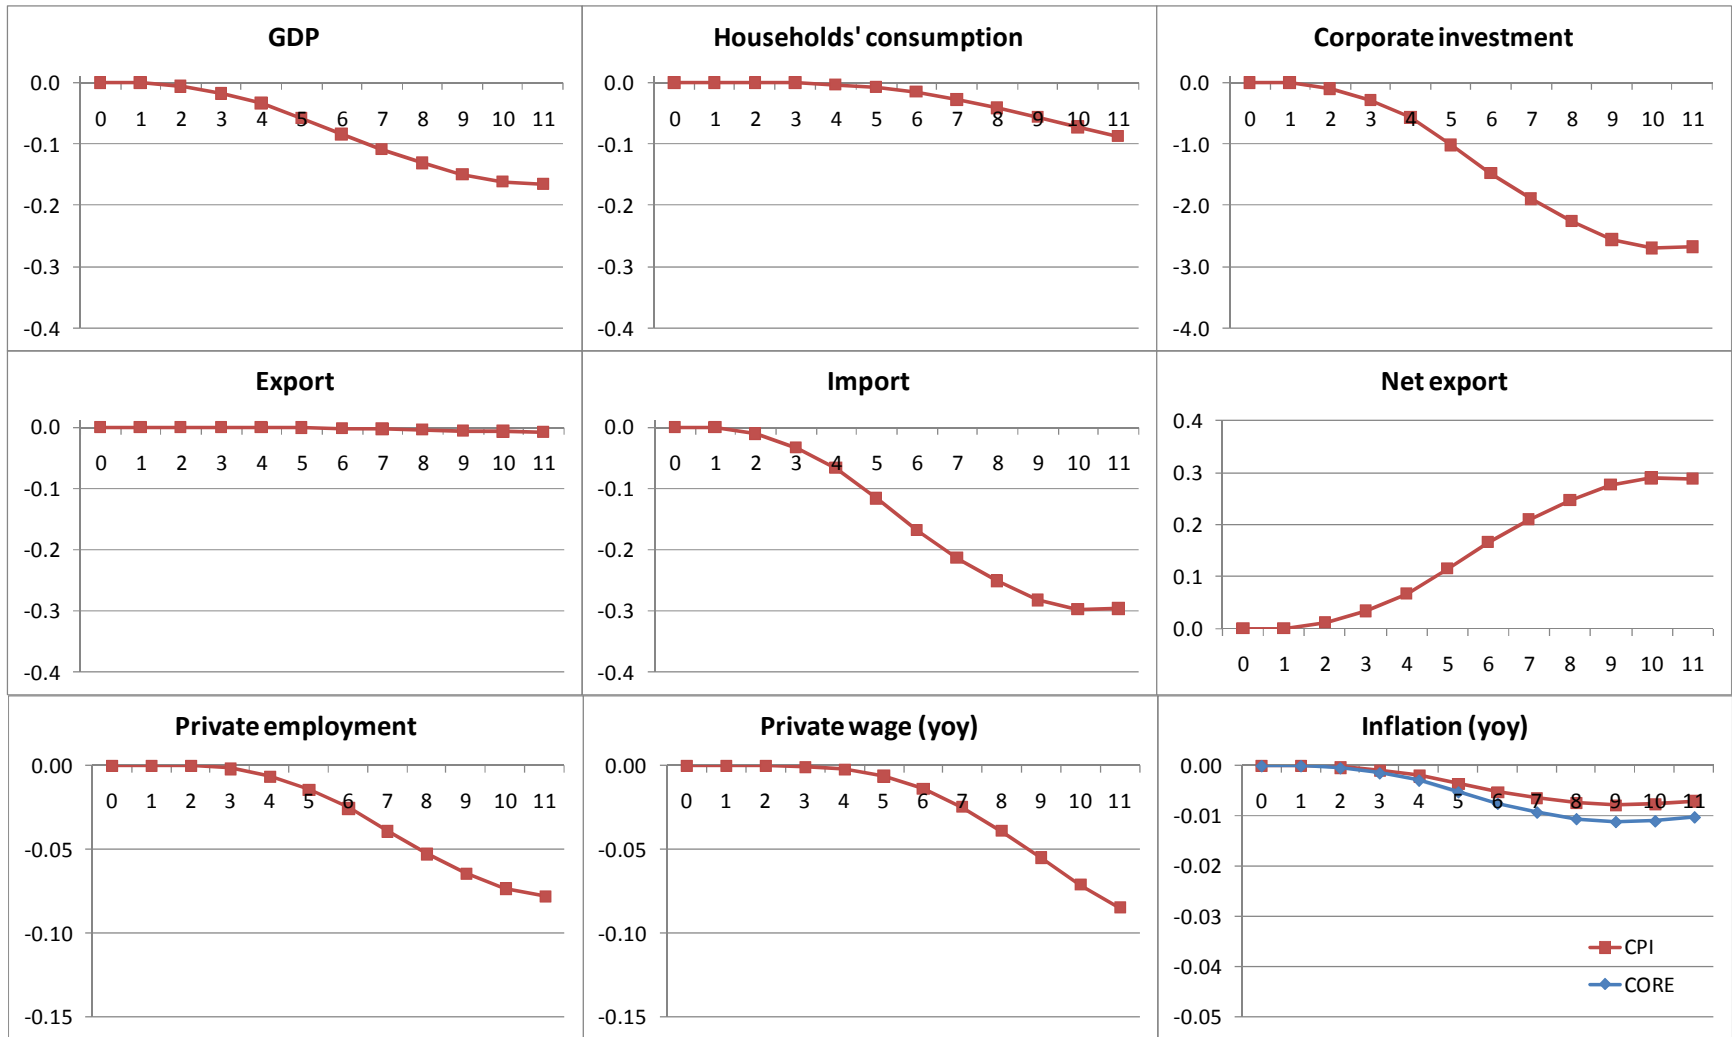 GDP
0.0
-0.1
-0.2
-0.3
-0.4
0 1 2 3 4 5 6 7 8 9 10 11
Households' consumption
0.0
-0.1
-0.2
-0.3
-0.4
0 1 2 3 4 5 6 7 8 9 10 11
Corporate investment
0.0
-1.0
-2.0
-3.0
-4.0
0 1 2 3 4 5 6 7 8 9 10 11
Export
0.0
-0.1
-0.2
-0.3
-0.4
0 1 2 3 4 5 6 7 8 9 10 11
Import
0.0
-0.1
-0.2
-0.3
-0.4
0 1 2 3 4 5 6 7 8 9 10 11
Net export
0.4
0.3
0.2
0.1
0.0
0 1 2 3 4 5 6 7 8 9 10 11
Private employment
0.00
-0.05
-0.10
-0.15
0 1 2 3 4 5 6 7 8 9 10 11
Private wage (yoy)
0.00
-0.05
-0.10
-0.15
0 1 2 3 4 5 6 7 8 9 10 11
Inflation (yoy)
0.00
-0.01
-0.02
-0.03
-0.04
-0.05
0 1 2 3 4 5 6 7 8 9 10 11
CPI
CORE